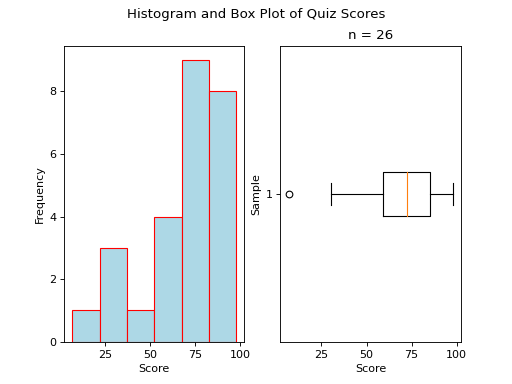 Histogram and Box Plot of Quiz Scores
n = 26
Frequency
0
2
4
6
8
25 50 75 100
Score
Sample
1
25 50 75 100
Score